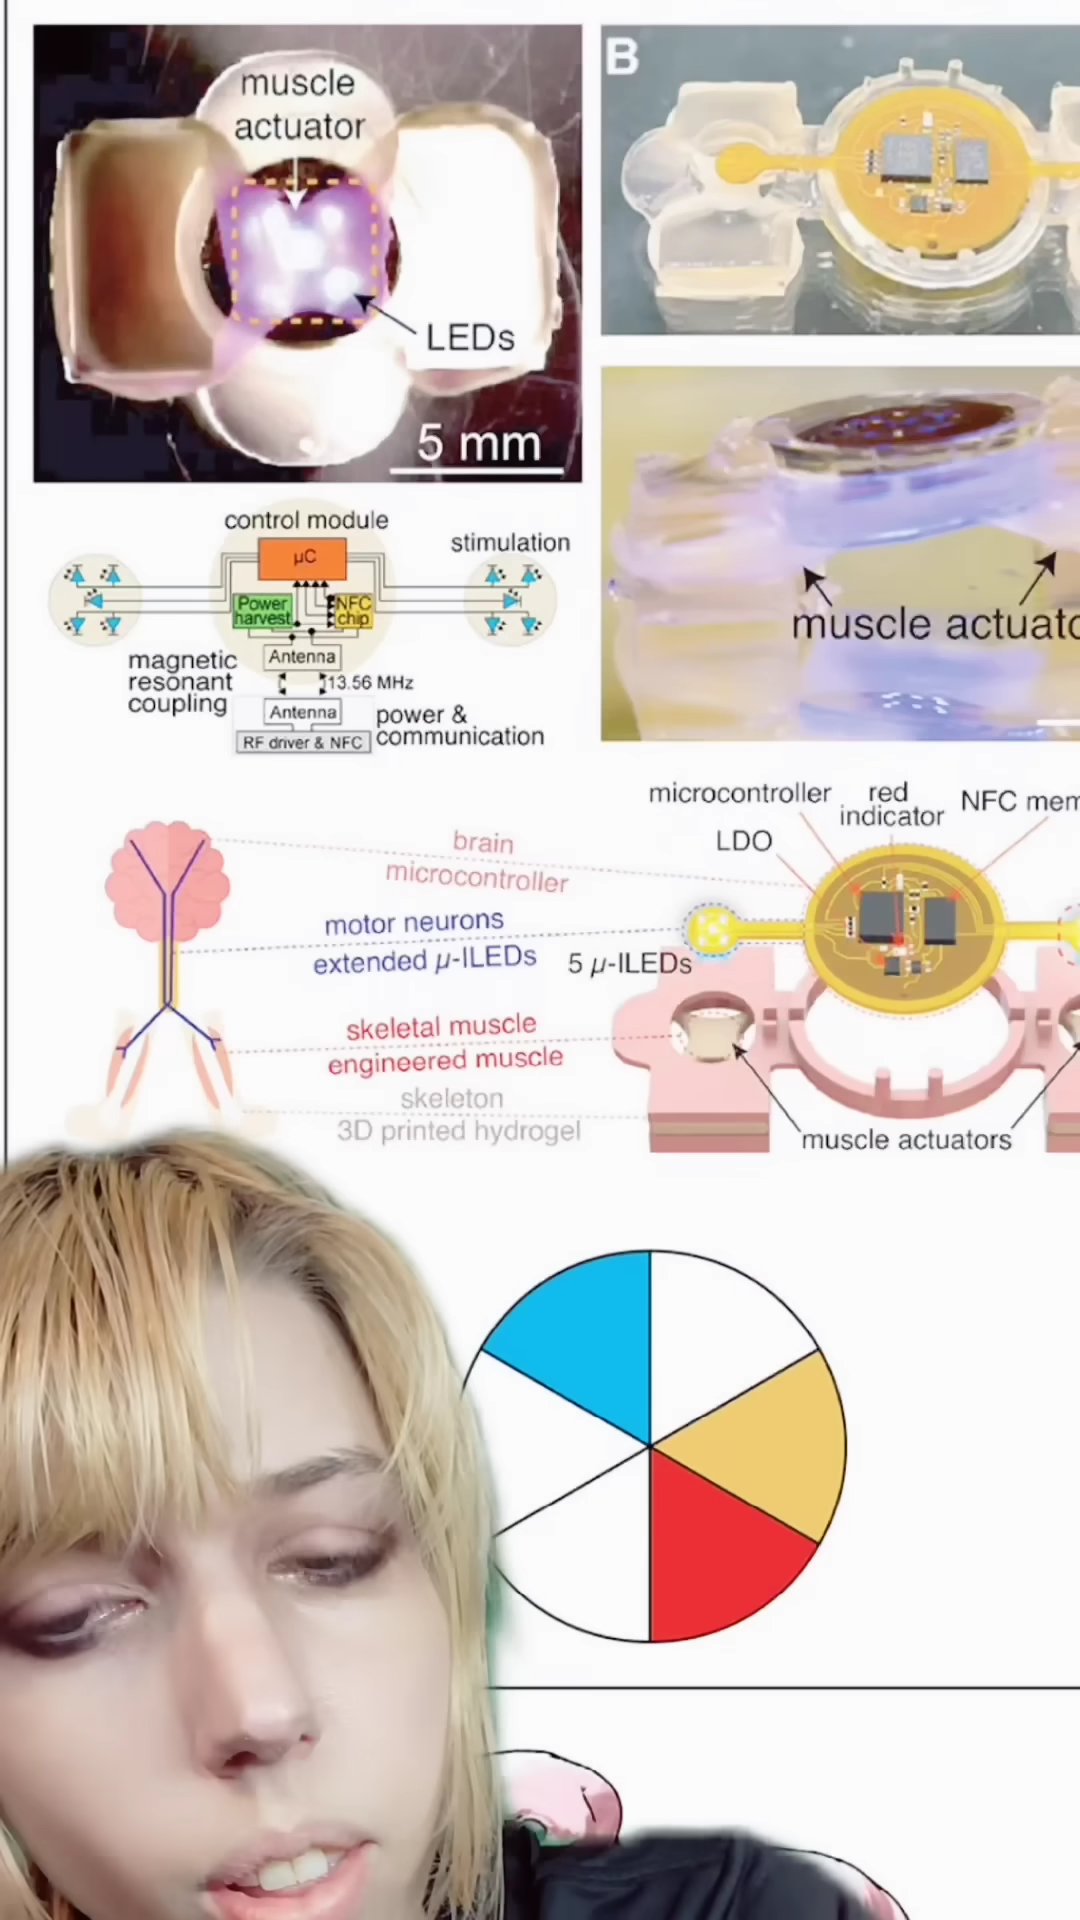 muscle
actuator
LEDs
5 mm
B
muscle actuato
control module
stimulation
µC
Power
harvest
NFC
chip
Antenna
magnetic
resonant
coupling
13.56 MHz
Antenna
power &
communication
RF driver & NFC
microcontroller
red
indicator
NFC mem
LDO
brain
microcontroller
motor neurons
extended µ-ILEDs
5 µ-ILEDs
skeletal muscle
engineered muscle
skeleton
3D printed hydrogel
muscle actuators